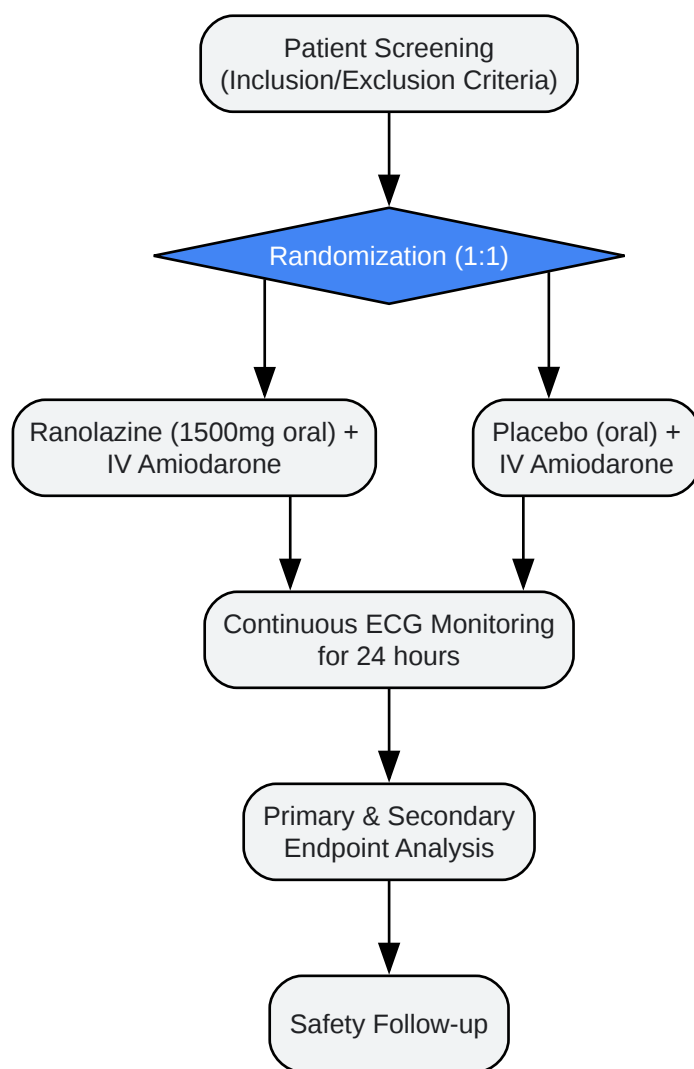 Patient Screening
(Inclusion/Exclusion Criteria)
Randomization (1:1)
Ranolazine (1500mg oral) +
IV Amiodarone
Placebo (oral) +
IV Amiodarone
Continuous ECG Monitoring
for 24 hours
Primary & Secondary
Endpoint Analysis
Safety Follow-up